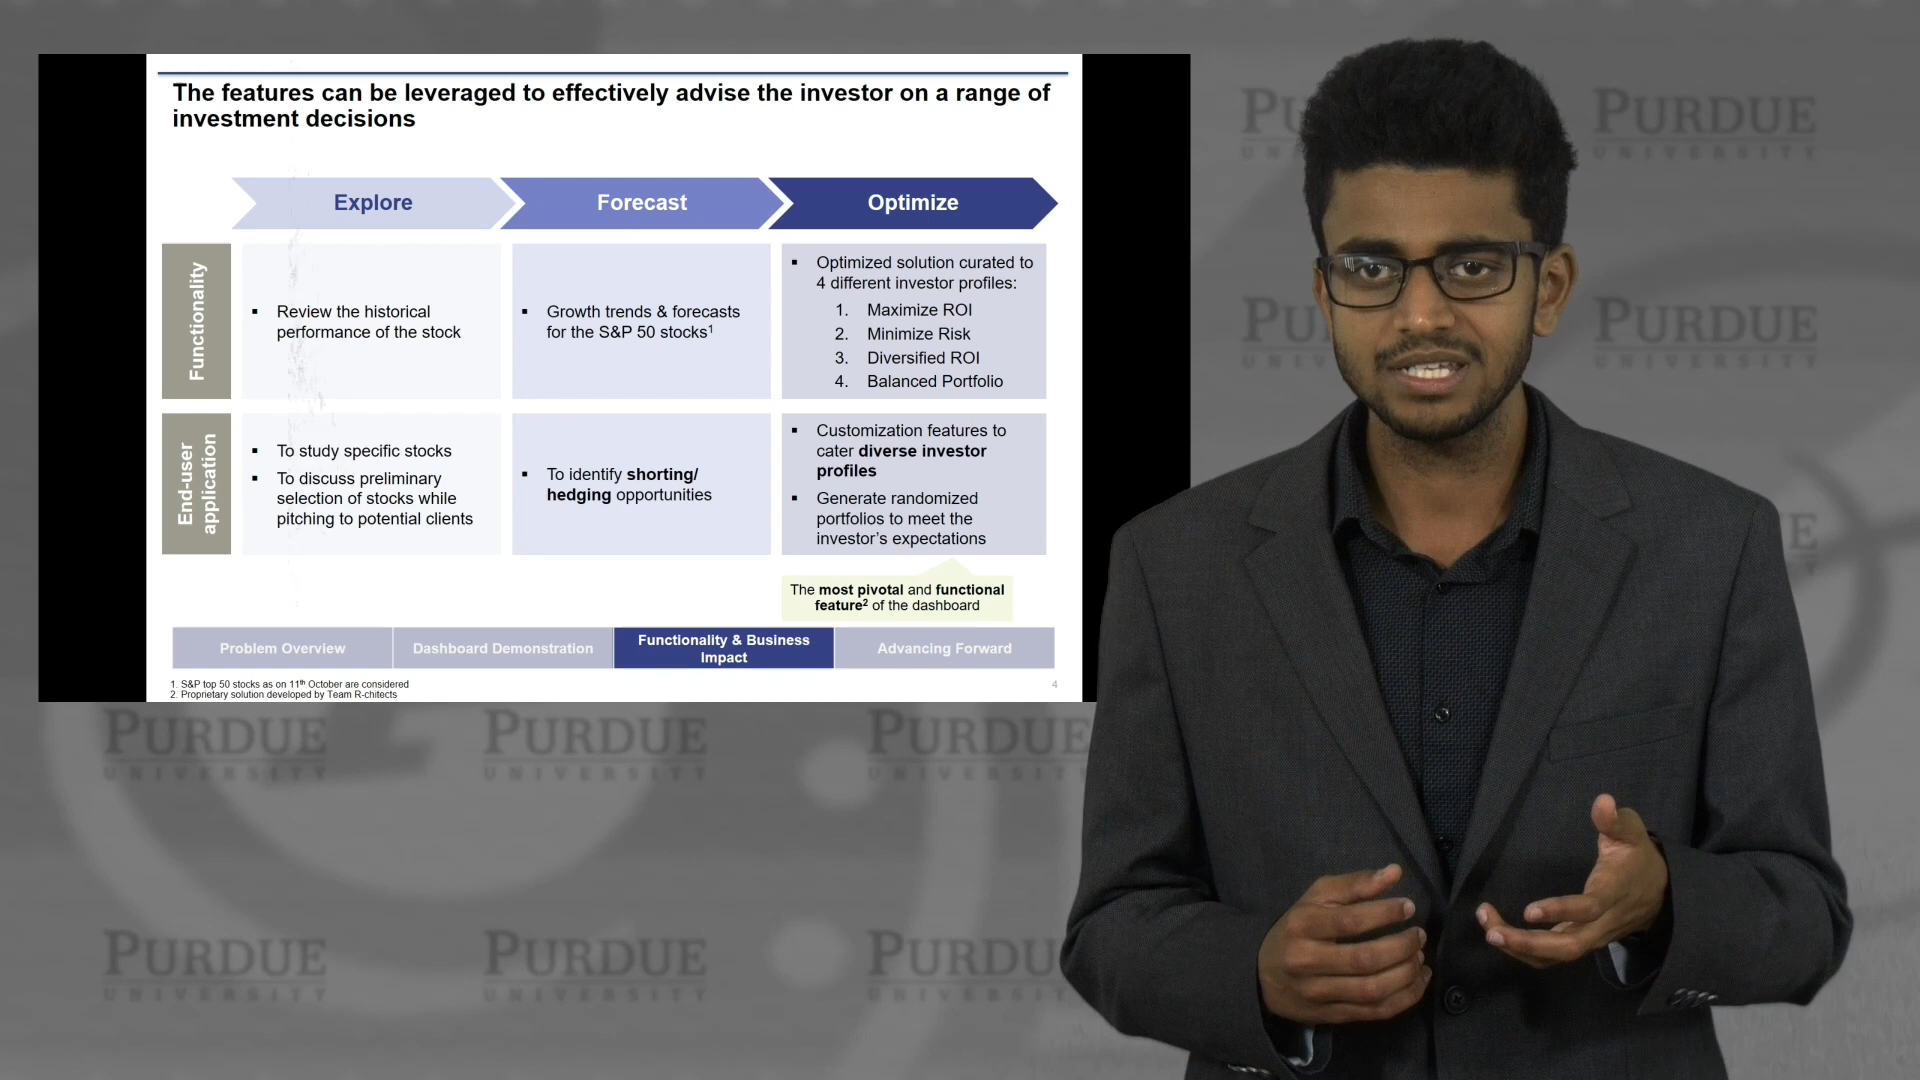 The features can be leveraged to effectively advise the investor on a range of
investment decisions
Explore
Forecast
Optimize
Functionality
▪ Review the historical
performance of the stock
▪ Growth trends & forecasts
for the S&P 50 stocks¹
▪ Optimized solution curated to
4 different investor profiles:
1. Maximize ROI
2. Minimize Risk
3. Diversified ROI
4. Balanced Portfolio
End-user
application
▪ To study specific stocks
▪ To discuss preliminary
selection of stocks while
pitching to potential clients
▪ To identify shorting/
hedging opportunities
▪ Customization features to
cater diverse investor
profiles
▪ Generate randomized
portfolios to meet the
investor’s expectations
The most pivotal and functional
feature² of the dashboard
Problem Overview
Dashboard Demonstration
Functionality & Business
Impact
Advancing Forward
1. S&P top 50 stocks as on 11th October are considered
2. Proprietary solution developed by Team R-chitects
4
PU
UN
PURDUE
UNIVERSITY
PU
UN
PURDUE
UNIVERSITY
E
PURDUE
UNIVERSITY
PURDUE
UNIVERSITY
PURDUE
UNIVERSITY
PURDUE
UNIVERSITY
PURDUE
UNIVERSITY
PURDU
UNIVERSI